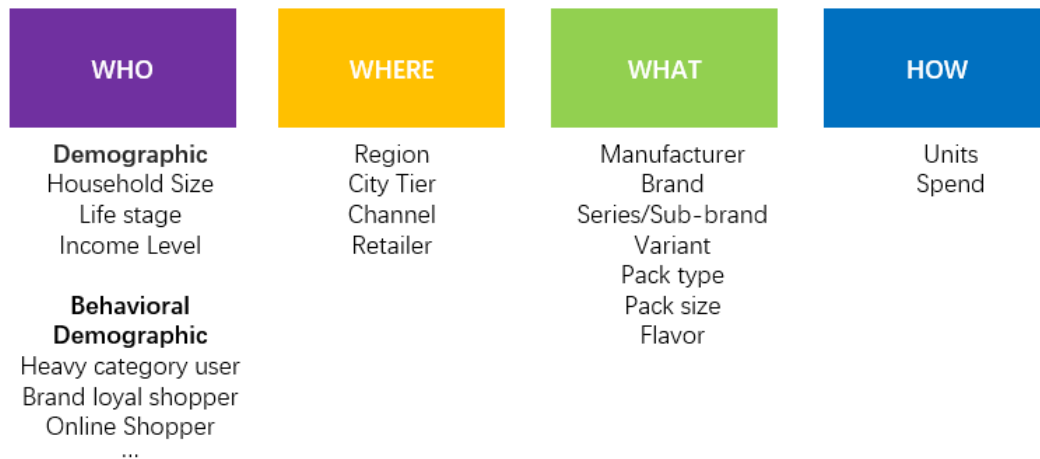 WHO
Demographic
Household Size
Life stage
Income Level
Behavioral
Demographic
Heavy category user
Brand loyal shopper
Online Shopper
...
WHERE
Region
City Tier
Channel
Retailer
WHAT
Manufacturer
Brand
Series/Sub-brand
Variant
Pack type
Pack size
Flavor
HOW
Units
Spend